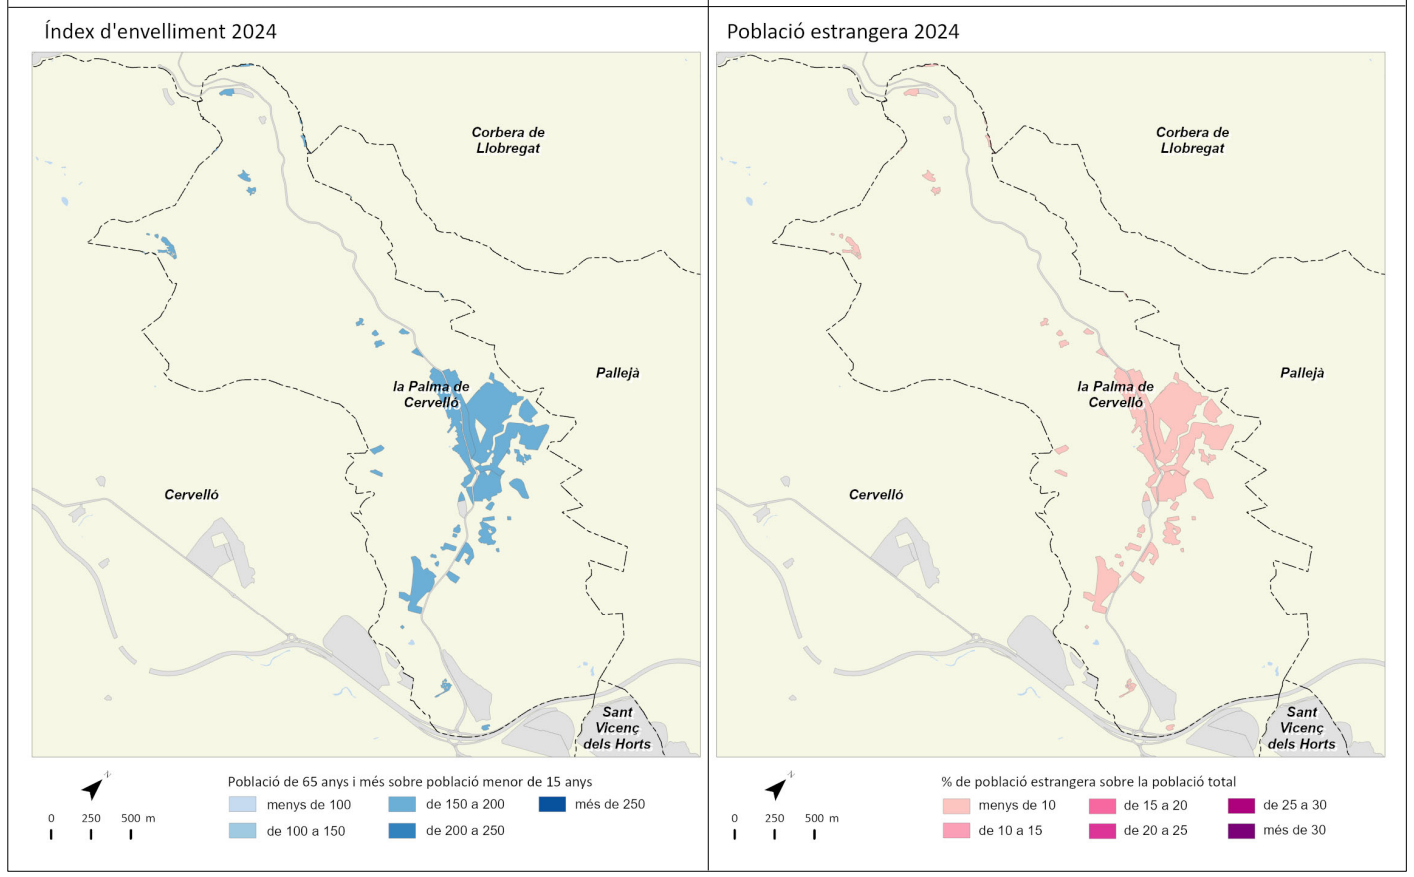 Índex d'envelliment 2024
Corbera de
Llobregat
Pallejà
la Palma de
Cervelló
Cervelló
Sant
Vicenç
dels Horts
N
0 250 500 m
Població de 65 anys i més sobre població menor de 15 anys
menys de 100
de 150 a 200
més de 250
de 100 a 150
de 200 a 250
Població estrangera 2024
Corbera de
Llobregat
Pallejà
la Palma de
Cervelló
Cervelló
Sant
Vicenç
dels Horts
N
0 250 500 m
% de població estrangera sobre la població total
menys de 10
de 15 a 20
de 25 a 30
de 10 a 15
de 20 a 25
més de 30